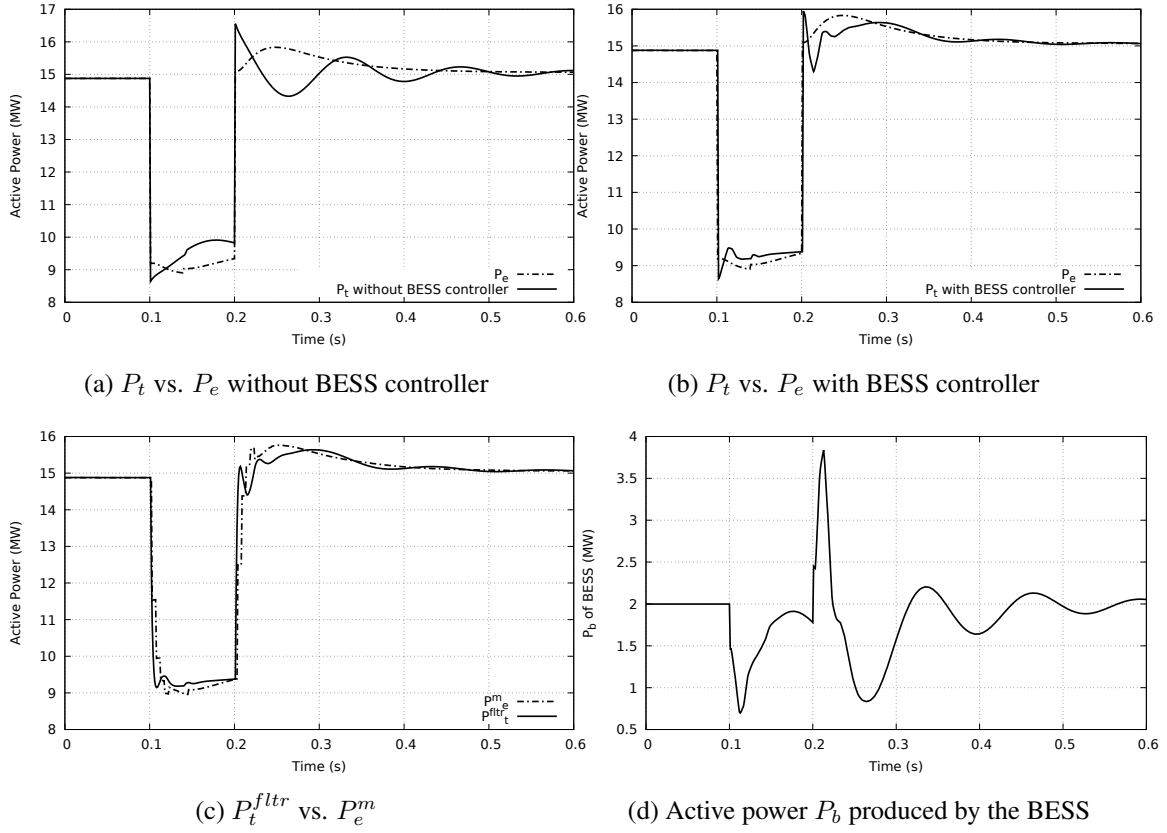 17
16
15
14
13
12
11
10
9
8
Active Power (MW)
0 0.1 0.2 0.3 0.4 0.5 0.6
Time (s)
P_e
P_t without BESS controller
(a) P_t vs. P_e without BESS controller
16
15
14
13
12
11
10
9
8
Active Power (MW)
0 0.1 0.2 0.3 0.4 0.5 0.6
Time (s)
P_e
P_t with BESS controller
(b) P_t vs. P_e with BESS controller
16
15
14
13
12
11
10
9
8
Active Power (MW)
0 0.1 0.2 0.3 0.4 0.5 0.6
Time (s)
P^m_e
P^fltr_t
(c) P_t^{fltr} vs. P_e^m
4
3.5
3
2.5
2
1.5
1
0.5
P_b of BESS (MW)
0 0.1 0.2 0.3 0.4 0.5 0.6
Time (s)
(d) Active power P_b produced by the BESS